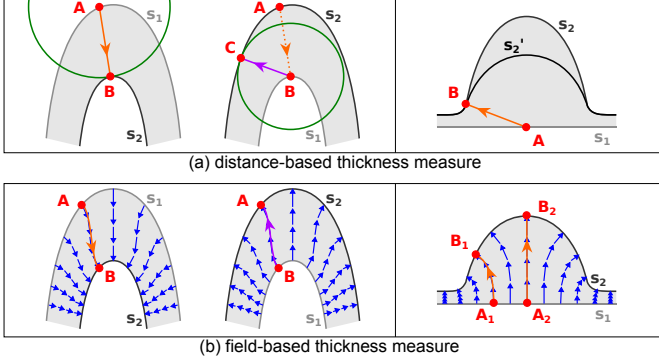 A S₁
B
S₂
A S₂
C
B
S₁
S₂
S₂'
B
A
S₁
(a) distance-based thickness measure
A S₁
B
S₂
A S₂
B
S₁
B₂
B₁
S₂
A₁ A₂ S₁
(b) field-based thickness measure